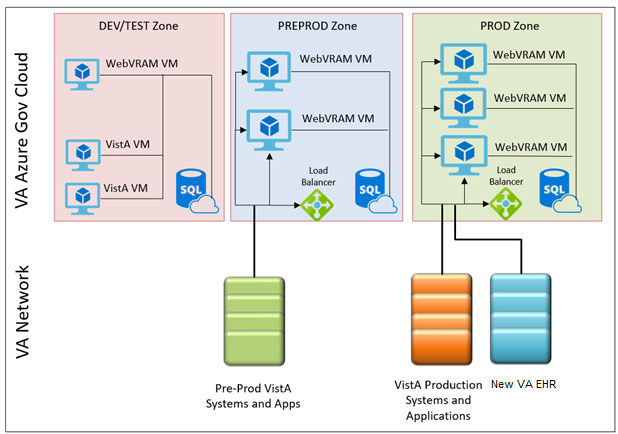 VA Azure Gov Cloud
DEV/TEST Zone
WebVRAM VM
VistA VM
VistA VM
SQL
PREPROD Zone
WebVRAM VM
WebVRAM VM
Load
Balancer
SQL
PROD Zone
WebVRAM VM
WebVRAM VM
WebVRAM VM
Load
Balancer
SQL
VA Network
Pre-Prod VistA
Systems and Apps
VistA Production
Systems and
Applications
New VA EHR